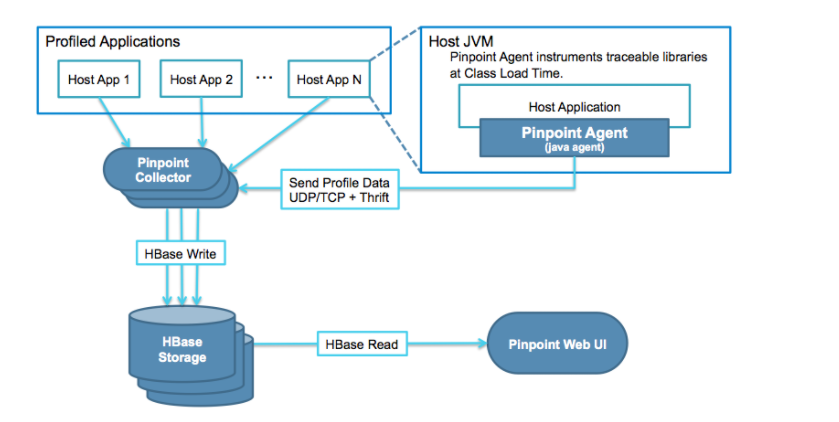 Profiled Applications
Host App 1
Host App 2
...
Host App N
Host JVM
Pinpoint Agent instruments traceable libraries
at Class Load Time.
Host Application
Pinpoint Agent
(java agent)
Pinpoint
Collector
Send Profile Data
UDP/TCP + Thrift
HBase Write
HBase
Storage
HBase Read
Pinpoint Web UI